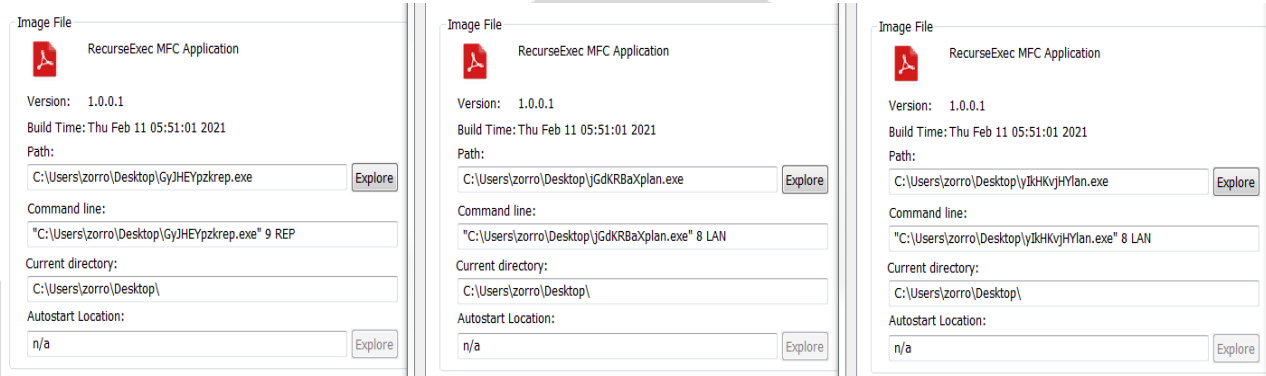 Image File
RecurseExec MFC Application
Version: 1.0.0.1
Build Time: Thu Feb 11 05:51:01 2021
Path:
C:\Users\zorro\Desktop\GyJHEYpzkrep.exe Explore
Command line:
"C:\Users\zorro\Desktop\GyJHEYpzkrep.exe" 9 REP
Current directory:
C:\Users\zorro\Desktop\
Autostart Location:
n/a Explore
Image File
RecurseExec MFC Application
Version: 1.0.0.1
Build Time: Thu Feb 11 05:51:01 2021
Path:
C:\Users\zorro\Desktop\jGdKRBaXplan.exe Explore
Command line:
"C:\Users\zorro\Desktop\jGdKRBaXplan.exe" 8 LAN
Current directory:
C:\Users\zorro\Desktop\
Autostart Location:
n/a Explore
Image File
RecurseExec MFC Application
Version: 1.0.0.1
Build Time: Thu Feb 11 05:51:01 2021
Path:
C:\Users\zorro\Desktop\yIkHKvjHYlan.exe Explore
Command line:
"C:\Users\zorro\Desktop\yIkHKvjHYlan.exe" 8 LAN
Current directory:
C:\Users\zorro\Desktop\
Autostart Location:
n/a Explore